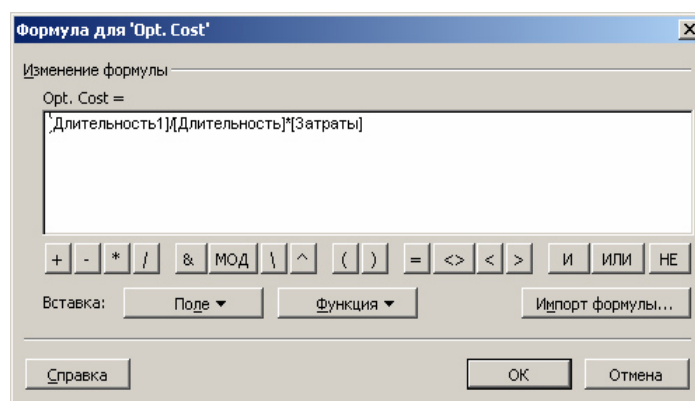 Формула для 'Opt. Cost'
Изменение формулы
Opt. Cost =
[Длительность1]/[Длительность]*[Затраты]
+ - * / & МОД \ ^ ( ) = <> < > И ИЛИ НЕ
Вставка: Поле Функция Импорт формулы...
Справка ОК Отмена